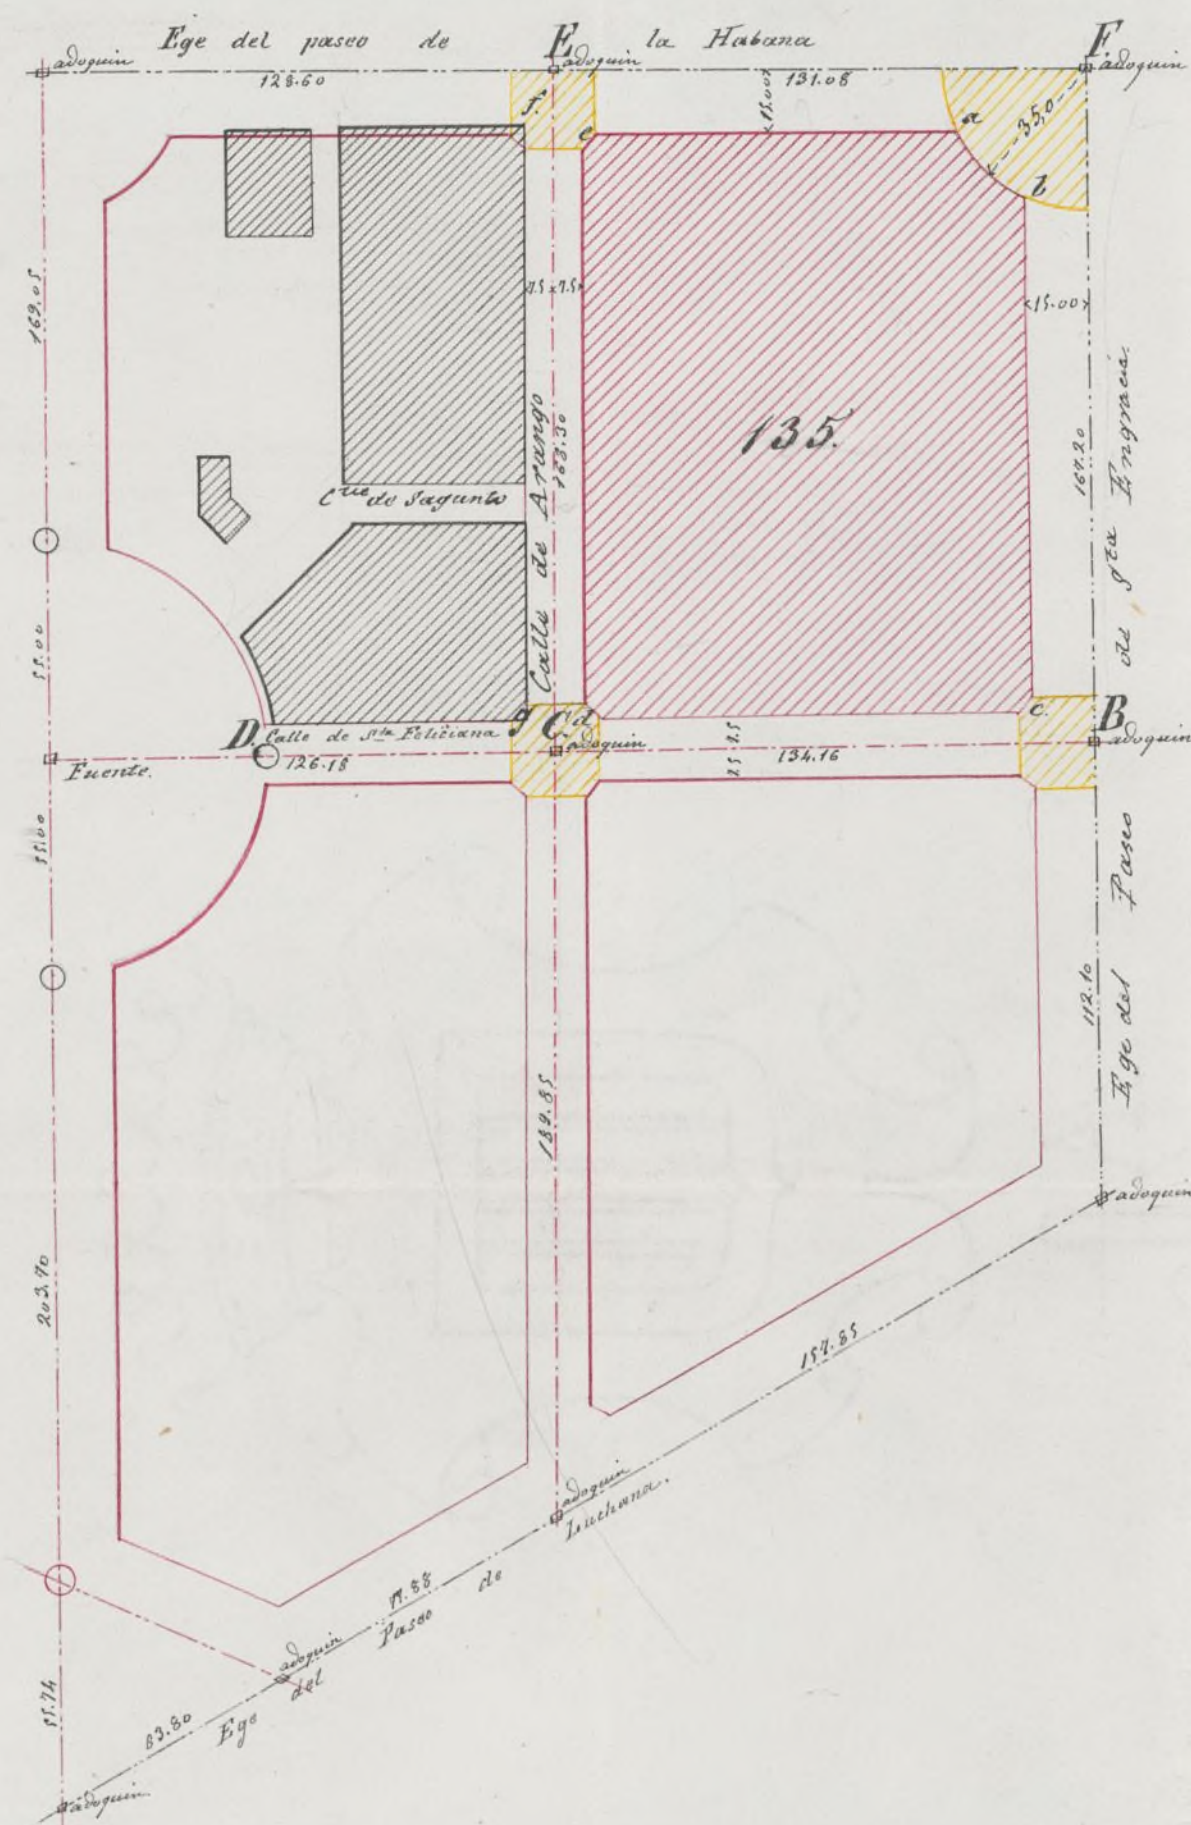 Ege del paseo de la Habana
adoquin
E.
adoquin
F.
adoquin
128.60
131.08
15.00
35,0
f.
e
a
b
169.05
7.5 7.5
15.00
Calle de Arango
168.30
135.
Clle de Sagunto
167.20
Ege del Paseo de Sta Engracia.
55.00
D.
Calle de Sta Feliciana
g
C.
d.
adoquin
c.
B
adoquin
Fuente.
126.18
7.5
7.5
134.16
55.00
112.10
189.85
adoquin
203.70
157.85
adoquin
Ege del Paseo de Luchana.
77.88
adoquin
55.74
83.80
adoquin